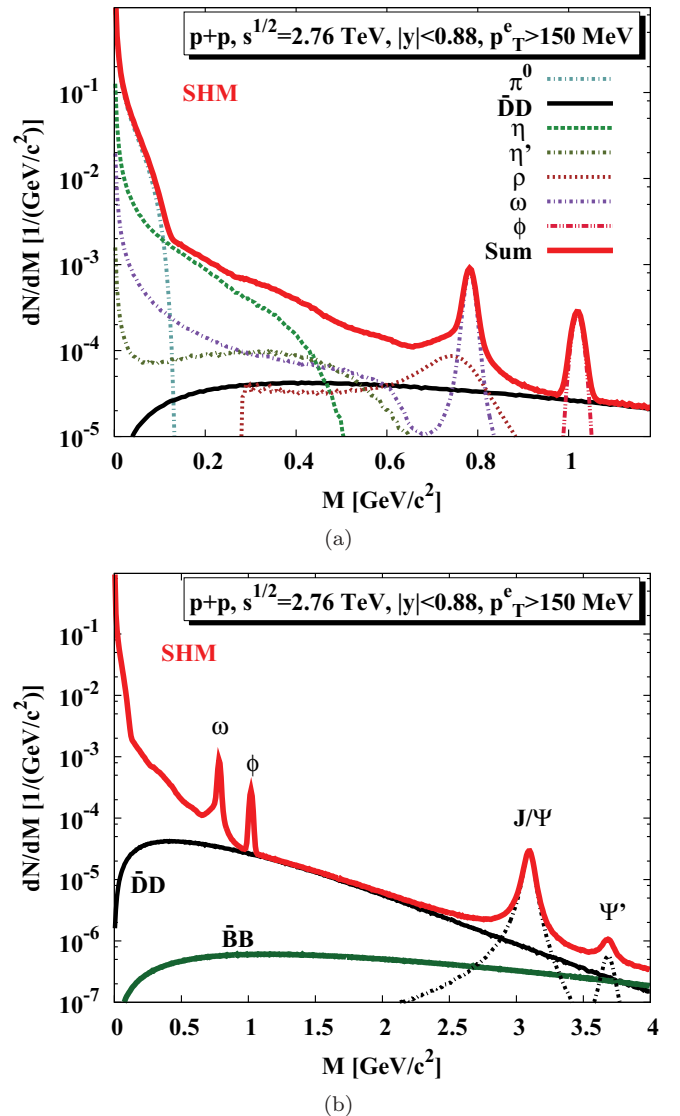 p+p, s^1/2=2.76 TeV, |y|<0.88, p^e_T>150 MeV
SHM
π⁰
D̄D
η
η'
ρ
ω
ϕ
Sum
dN/dM [1/(GeV/c²)]
10⁻¹
10⁻²
10⁻³
10⁻⁴
10⁻⁵
0 0.2 0.4 0.6 0.8 1
M [GeV/c²]
(a)
p+p, s^1/2=2.76 TeV, |y|<0.88, p^e_T>150 MeV
SHM
ω
ϕ
J/Ψ
Ψ'
D̄D
B̄B
dN/dM [1/(GeV/c²)]
10⁻¹
10⁻²
10⁻³
10⁻⁴
10⁻⁵
10⁻⁶
10⁻⁷
0 0.5 1 1.5 2 2.5 3 3.5 4
M [GeV/c²]
(b)